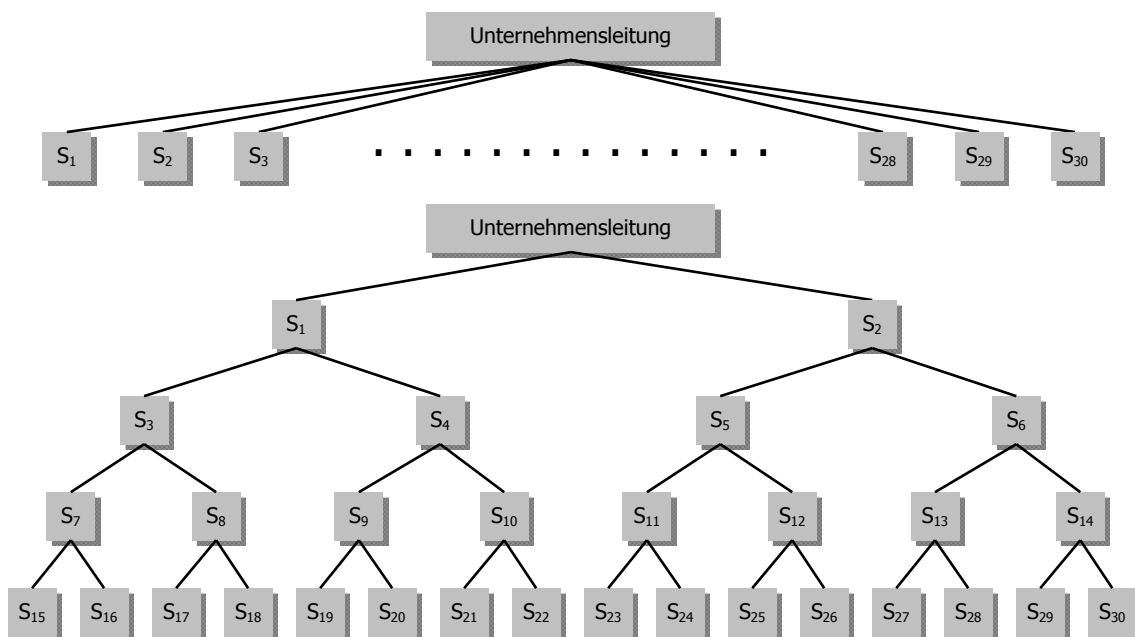 Unternehmensleitung
S₁ S₂ S₃ . . . . . . . . . . . . . . S₂₈ S₂₉ S₃₀
Unternehmensleitung
S₁ S₂
S₃ S₄ S₅ S₆
S₇ S₈ S₉ S₁₀ S₁₁ S₁₂ S₁₃ S₁₄
S₁₅ S₁₆ S₁₇ S₁₈ S₁₉ S₂₀ S₂₁ S₂₂ S₂₃ S₂₄ S₂₅ S₂₆ S₂₇ S₂₈ S₂₉ S₃₀